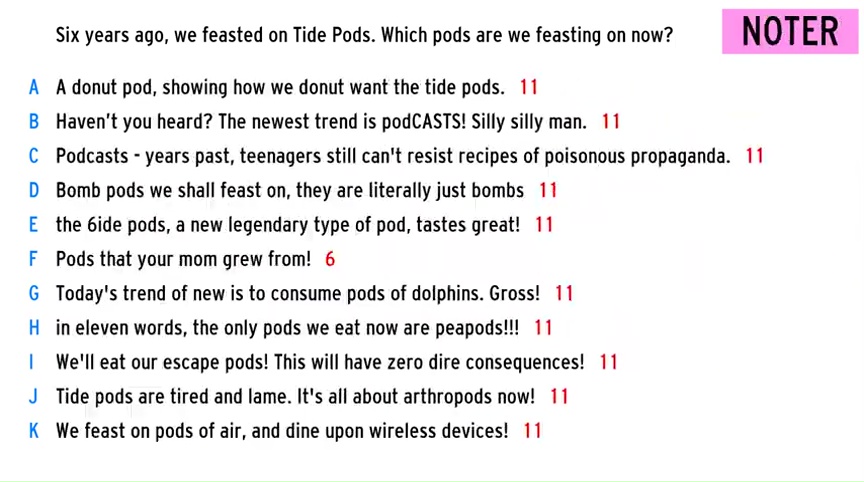 Six years ago, we feasted on Tide Pods. Which pods are we feasting on now?
NOTER
A A donut pod, showing how we donut want the tide pods. 11
B Haven't you heard? The newest trend is podCASTS! Silly silly man. 11
C Podcasts - years past, teenagers still can't resist recipes of poisonous propaganda. 11
D Bomb pods we shall feast on, they are literally just bombs 11
E the 6ide pods, a new legendary type of pod, tastes great! 11
F Pods that your mom grew from! 6
G Today's trend of new is to consume pods of dolphins. Gross! 11
H in eleven words, the only pods we eat now are peapods!!! 11
I We'll eat our escape pods! This will have zero dire consequences! 11
J Tide pods are tired and lame. It's all about arthropods now! 11
K We feast on pods of air, and dine upon wireless devices! 11